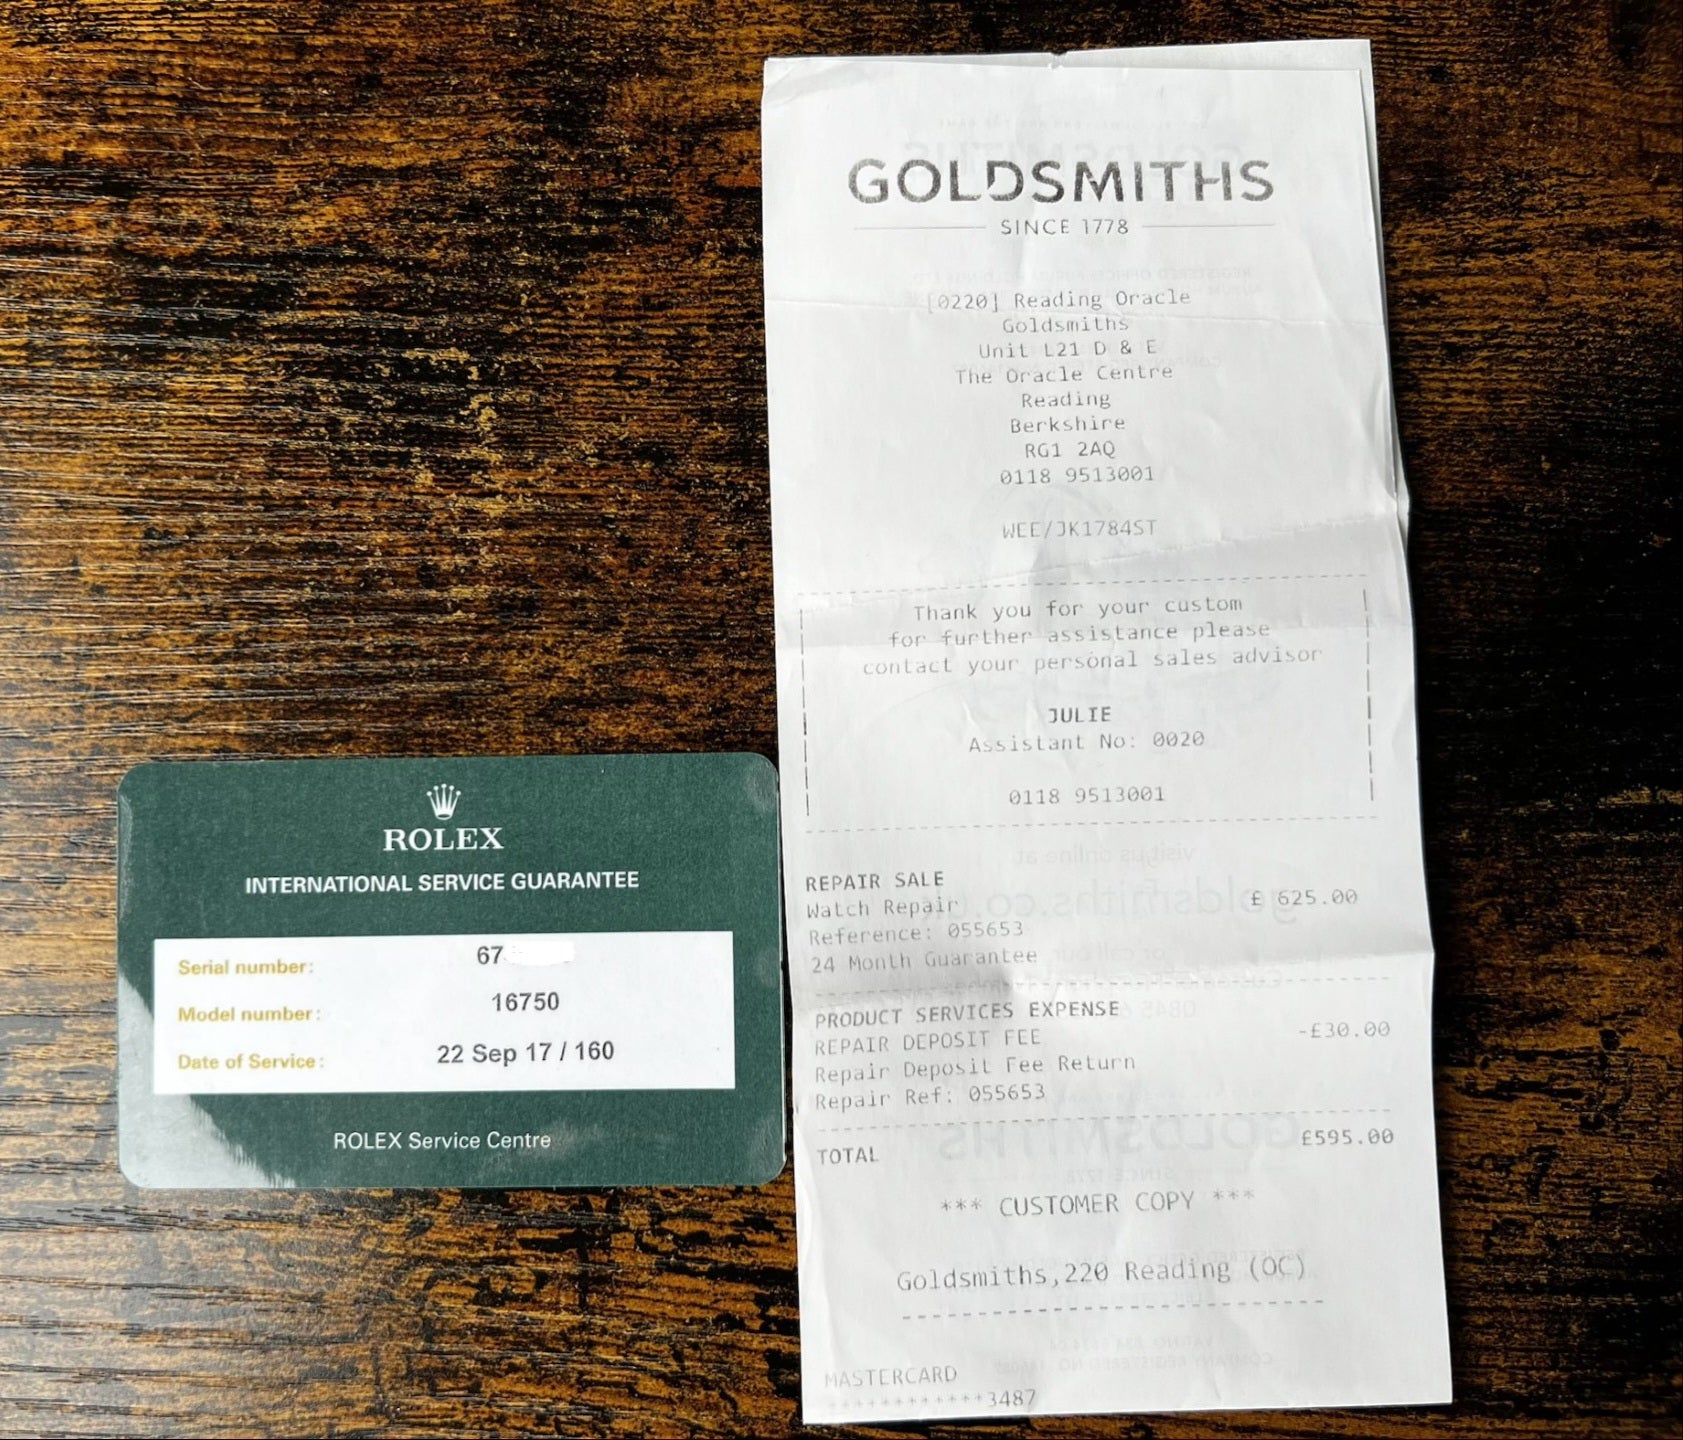 ROLEX
INTERNATIONAL SERVICE GUARANTEE
Serial number: 67
Model number: 16750
Date of Service: 22 Sep 17 / 160
ROLEX Service Centre
GOLDSMITHS
SINCE 1778
[0220] Reading Oracle
Goldsmiths
Unit L21 D & E
The Oracle Centre
Reading
Berkshire
RG1 2AQ
0118 9513001
WEE/JK1784ST
Thank you for your custom
for further assistance please
contact your personal sales advisor
JULIE
Assistant No: 0020
0118 9513001
REPAIR SALE
Watch Repair £ 625.00
Reference: 055653
24 Month Guarantee
PRODUCT SERVICES EXPENSE
REPAIR DEPOSIT FEE -£30.00
Repair Deposit Fee Return
Repair Ref: 055653
TOTAL £595.00
*** CUSTOMER COPY ***
Goldsmiths,220 Reading (OC)
MASTERCARD
************3487